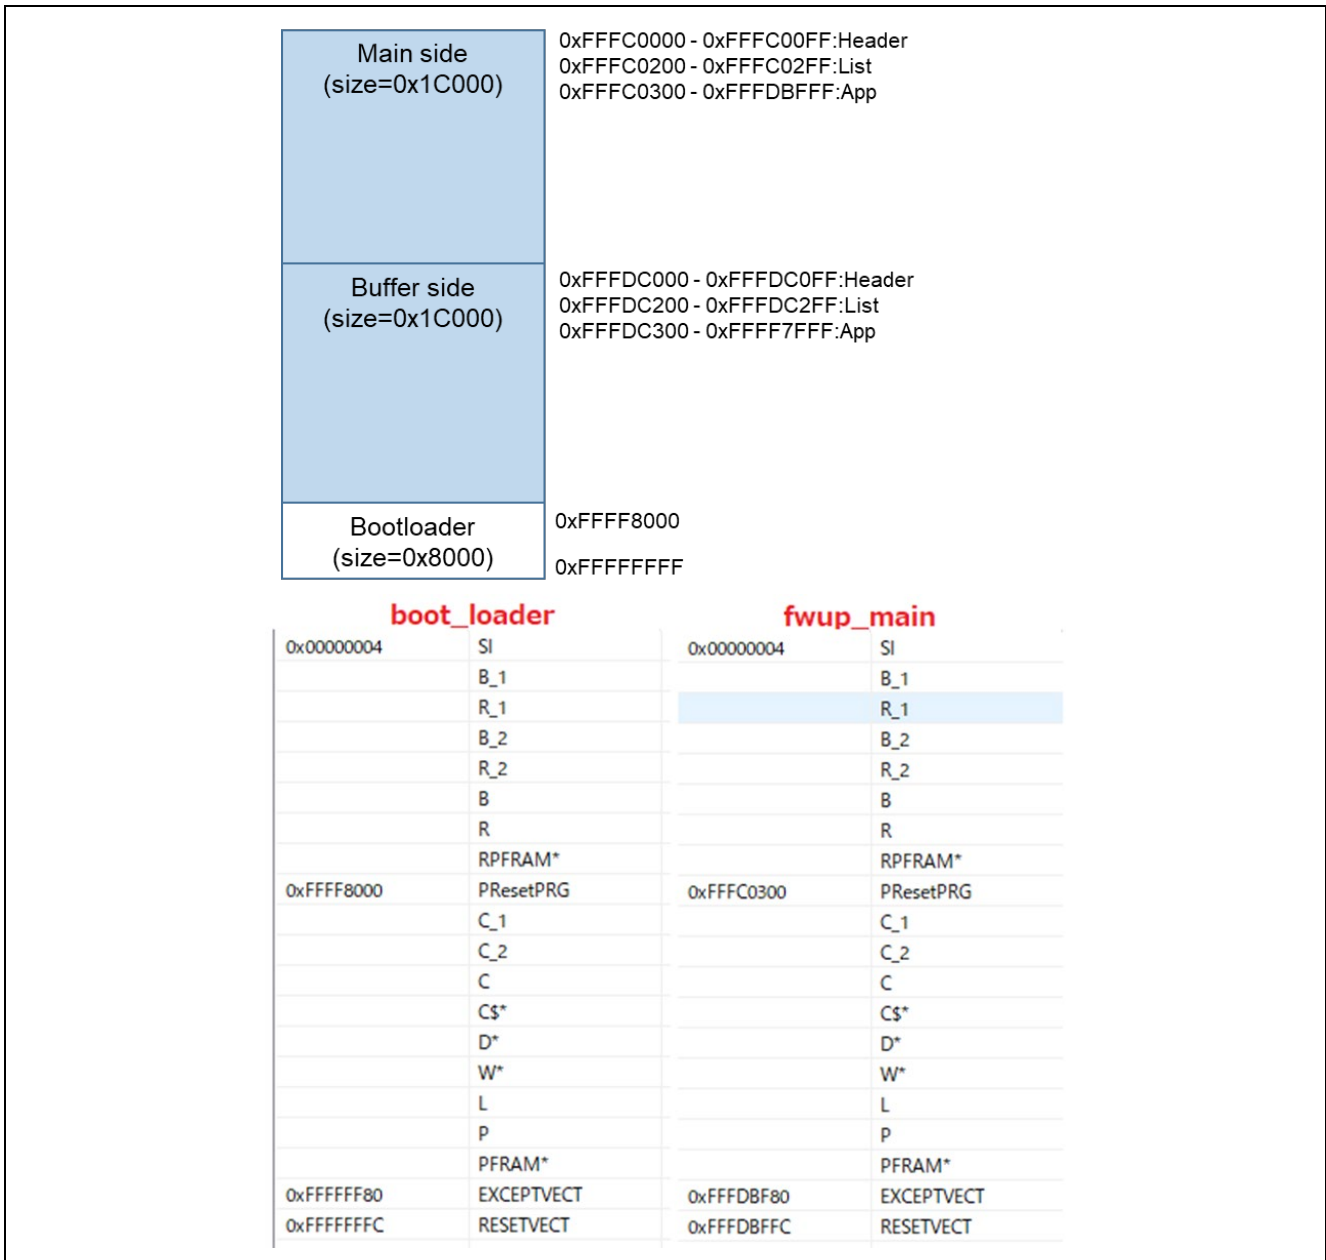 Main side
(size=0x1C000)
0xFFFC0000 - 0xFFFC00FF:Header
0xFFFC0200 - 0xFFFC02FF:List
0xFFFC0300 - 0xFFFDBFFF:App
Buffer side
(size=0x1C000)
0xFFFDC000 - 0xFFFDC0FF:Header
0xFFFDC200 - 0xFFFDC2FF:List
0xFFFDC300 - 0xFFFF7FFF:App
Bootloader
(size=0x8000)
0xFFFF8000
0xFFFFFFFF
boot_loader
0x00000004 SI
B_1
R_1
B_2
R_2
B
R
RPFRAM*
0xFFFF8000 PResetPRG
C_1
C_2
C
C$*
D*
W*
L
P
PFRAM*
0xFFFFFF80 EXCEPTVECT
0xFFFFFFFC RESETVECT
fwup_main
0x00000004 SI
B_1
R_1
B_2
R_2
B
R
RPFRAM*
0xFFFC0300 PResetPRG
C_1
C_2
C
C$*
D*
W*
L
P
PFRAM*
0xFFFDBF80 EXCEPTVECT
0xFFFDBFFC RESETVECT